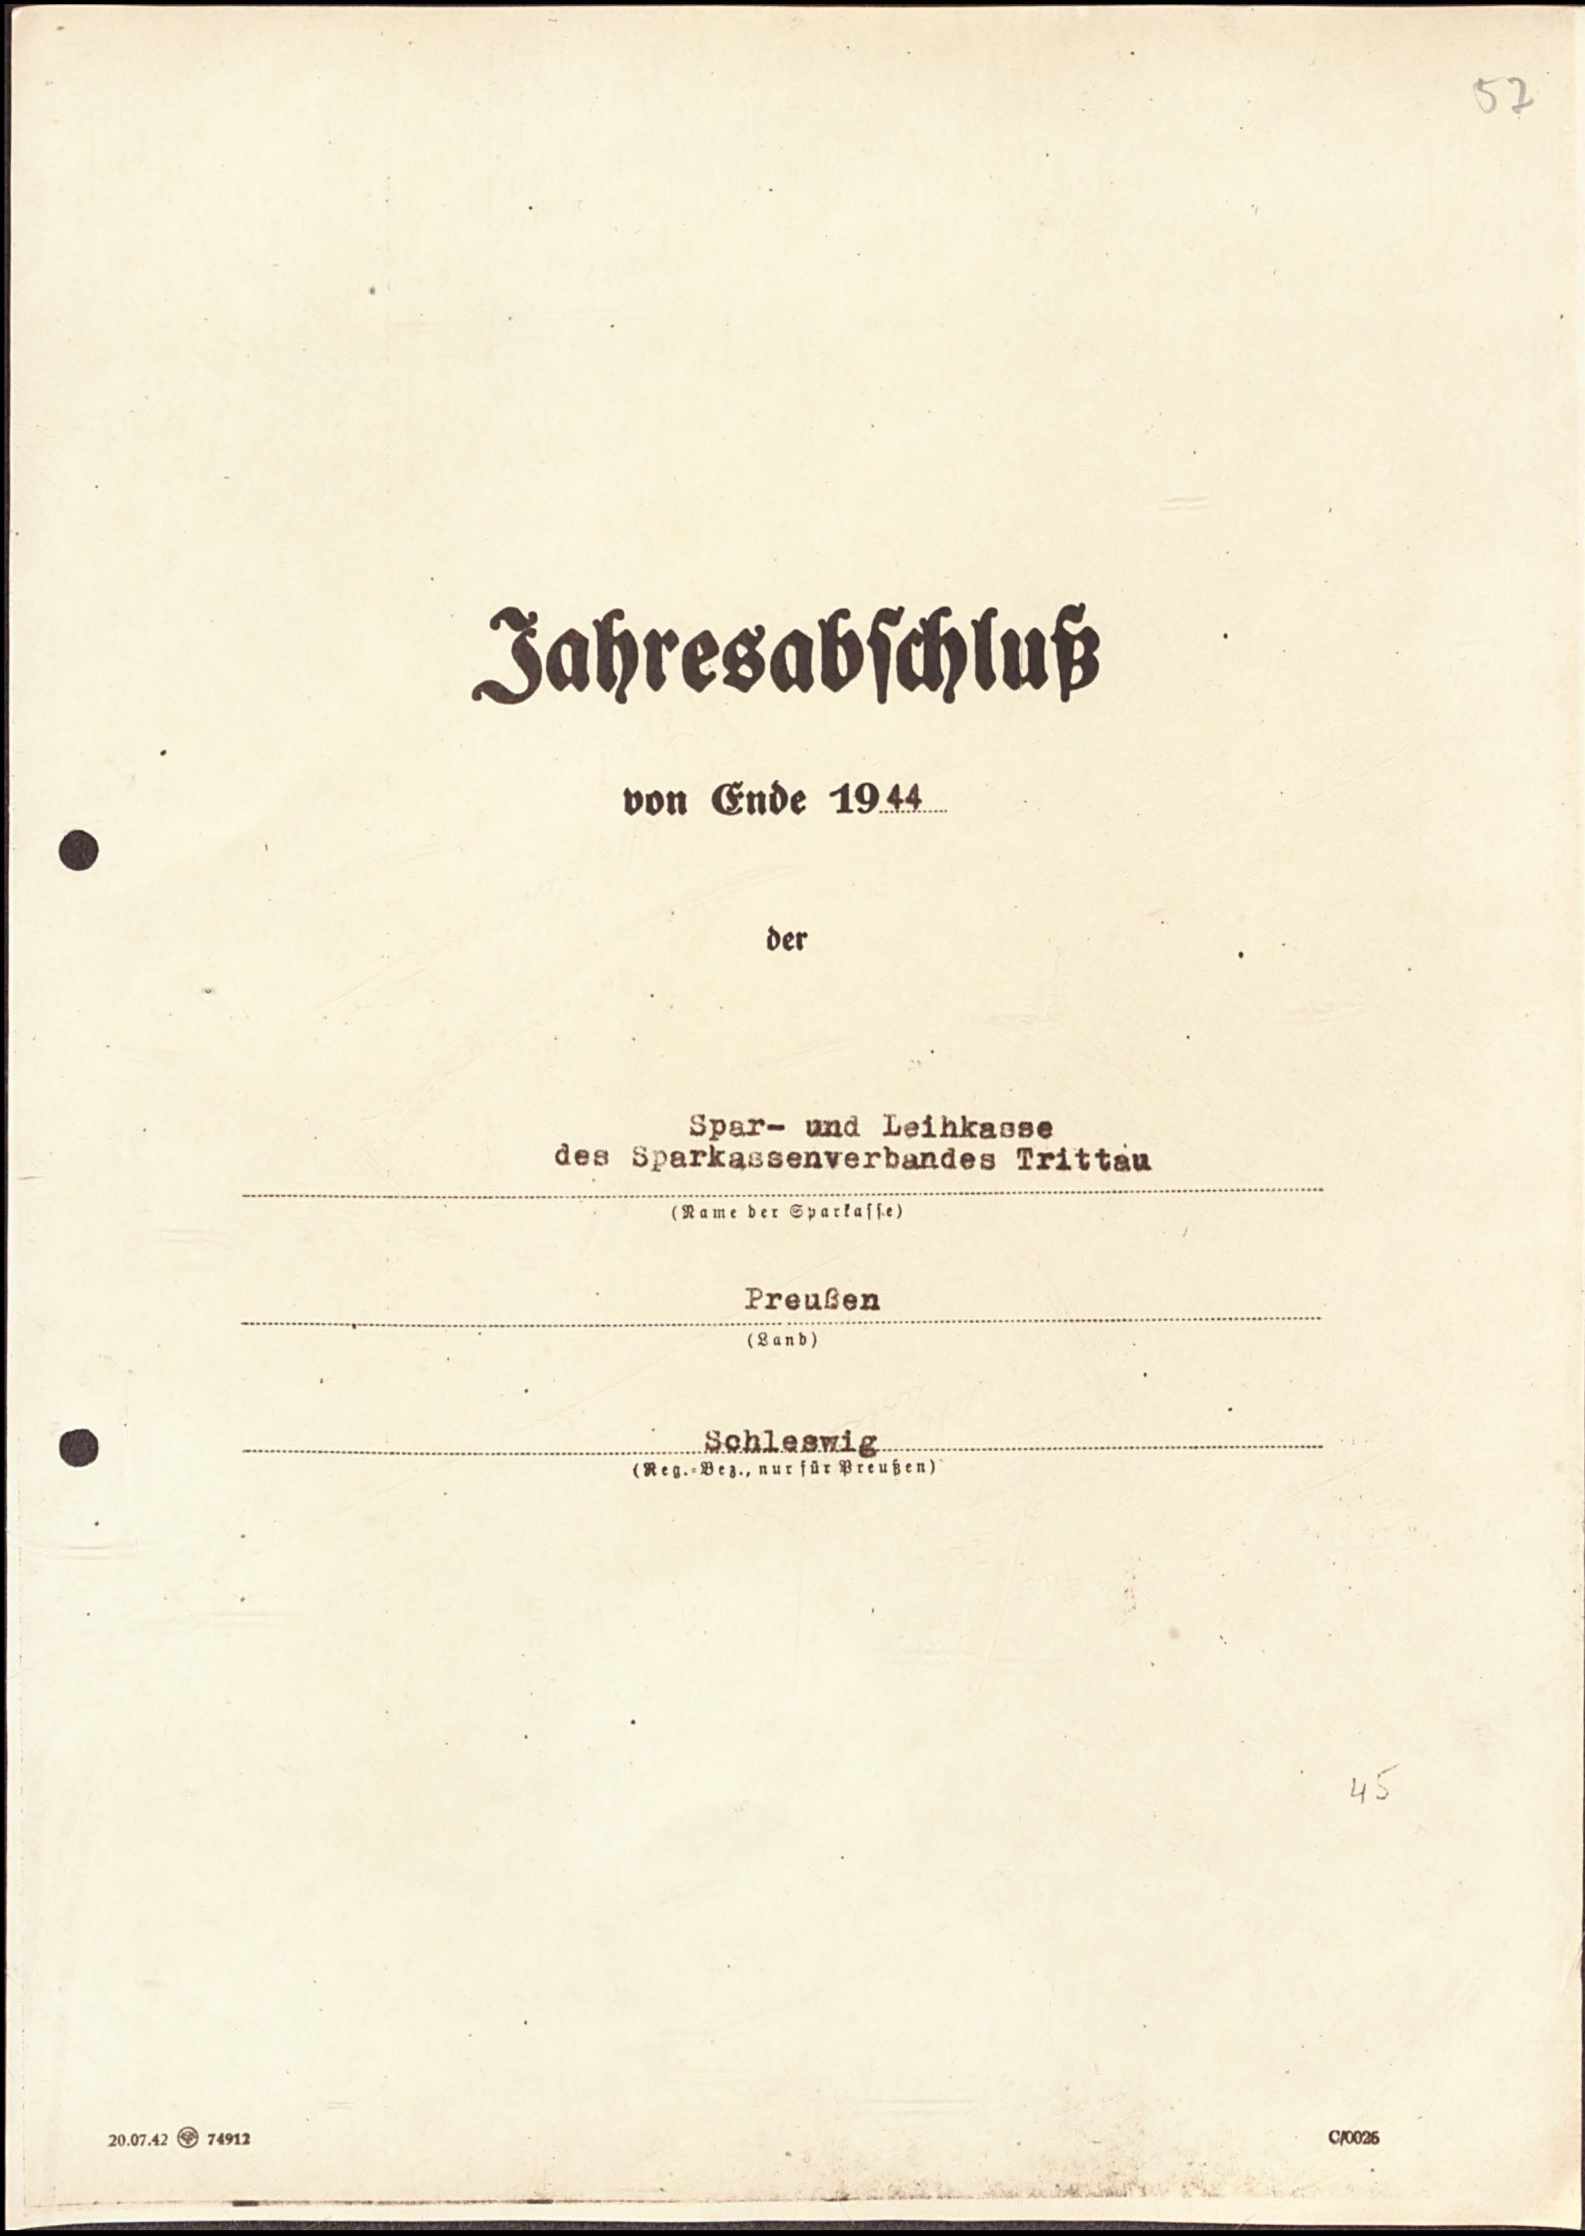 57
Jahresabschluß
von Ende 1944
der
Spar- und Leihkasse
des Sparkassenverbandes Trittau
(Name der Sparkasse)
Preußen
(Land)
Schleswig
(Reg.-Bez., nur für Preußen)
45
20.07.42 74912
C/0026